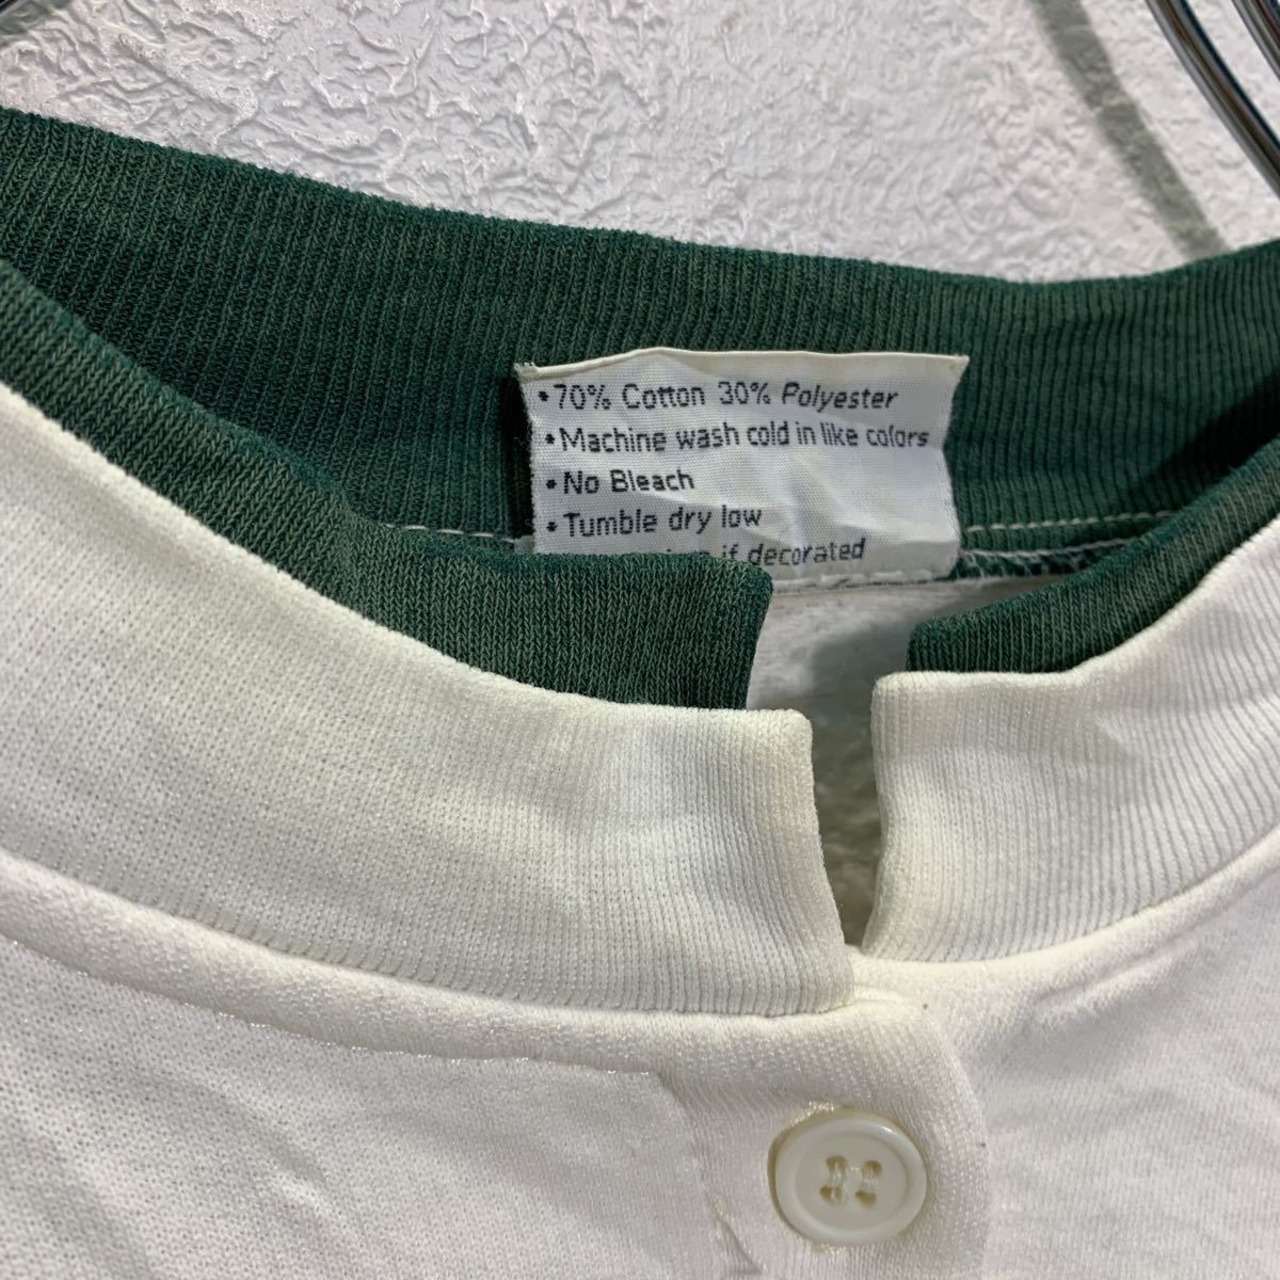 •70% Cotton 30% Polyester
•Machine wash cold in like colors
•No Bleach
•Tumble dry low
if decorated